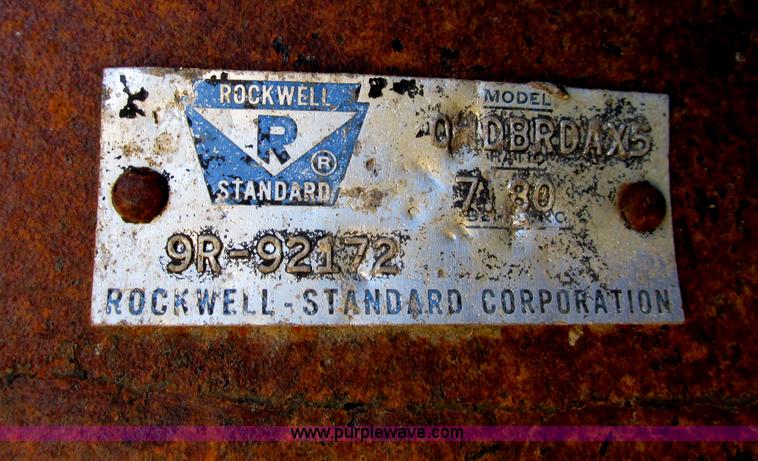 ROCKWELL
R
®
STANDARD
MODEL
DBRDAX5
RATIO
7 80
9R-92172
ROCKWELL-STANDARD CORPORATION
www.purplewave.com